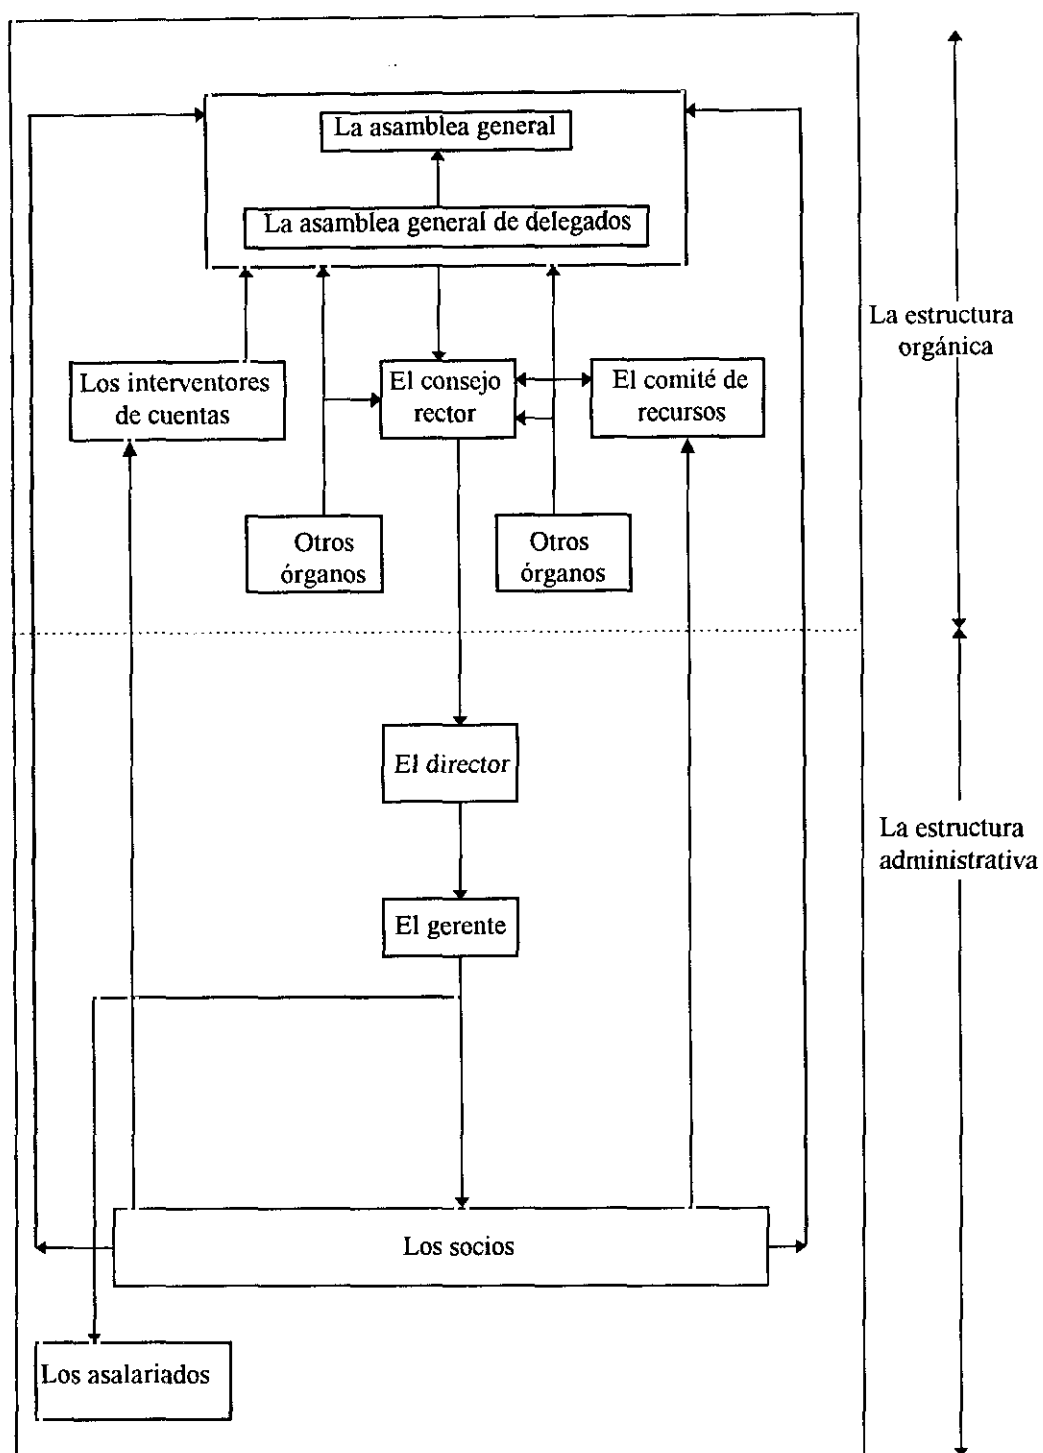 La asamblea general
La asamblea general de delegados
La estructura
orgánica
Los interventores
de cuentas
El consejo
rector
El comité de
recursos
Otros
órganos
Otros
órganos
El director
La estructura
administrativa
El gerente
Los socios
Los asalariados